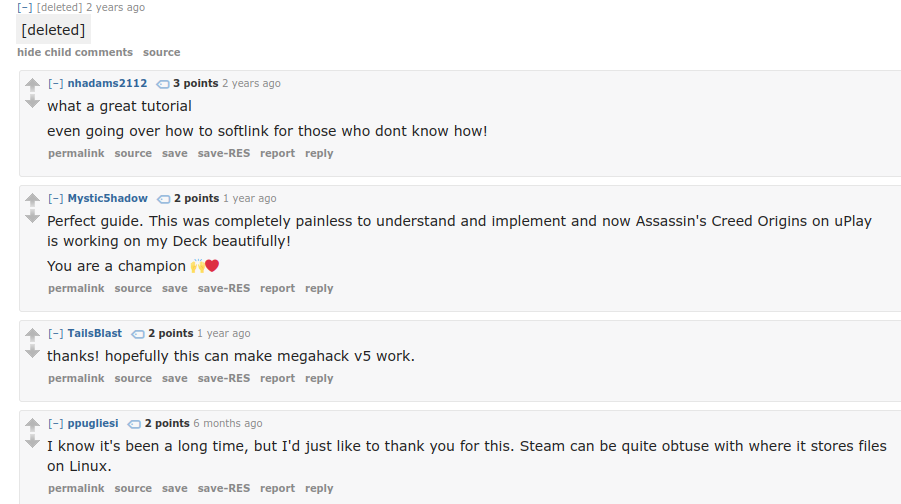 [–] [deleted] 2 years ago
[deleted]
hide child comments source
[–] nhadams2112 3 points 2 years ago
what a great tutorial
even going over how to softlink for those who dont know how!
permalink source save save-RES report reply
[–] Mystic5hadow 2 points 1 year ago
Perfect guide. This was completely painless to understand and implement and now Assassin's Creed Origins on uPlay
is working on my Deck beautifully!
You are a champion 🙌❤️
permalink source save save-RES report reply
[–] TailsBlast 2 points 1 year ago
thanks! hopefully this can make megahack v5 work.
permalink source save save-RES report reply
[–] ppugliesi 2 points 6 months ago
I know it's been a long time, but I'd just like to thank you for this. Steam can be quite obtuse with where it stores files
on Linux.
permalink source save save-RES report reply